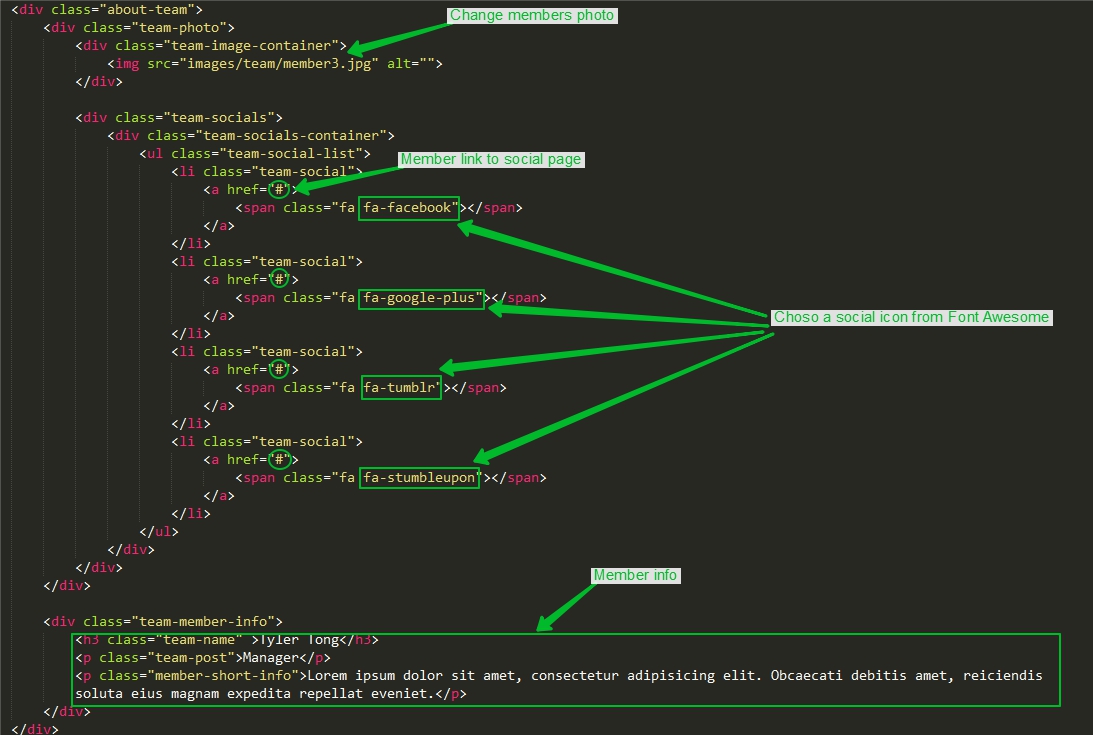 <div class="about-team">
Change members photo
<div class="team-photo">
<div class="team-image-container">
<img src="images/team/member3.jpg" alt="">
</div>
<div class="team-socials">
<div class="team-socials-container">
<ul class="team-social-list">
Member link to social page
<li class="team-social">
<a href="#">
<span class="fa fa-facebook"></span>
</a>
</li>
<li class="team-social">
<a href="#">
<span class="fa fa-google-plus"></span>
Choso a social icon from Font Awesome
</a>
</li>
<li class="team-social">
<a href="#">
<span class="fa fa-tumblr"></span>
</a>
</li>
<li class="team-social">
<a href="#">
<span class="fa fa-stumbleupon"></span>
</a>
</li>
</ul>
</div>
</div>
Member info
</div>
<div class="team-member-info">
<h3 class="team-name" >Tyler Tong</h3>
<p class="team-post">Manager</p>
<p class="member-short-info">Lorem ipsum dolor sit amet, consectetur adipisicing elit. Obcaecati debitis amet, reiciendis
soluta eius magnam expedita repellat eveniet.</p>
</div>
</div>